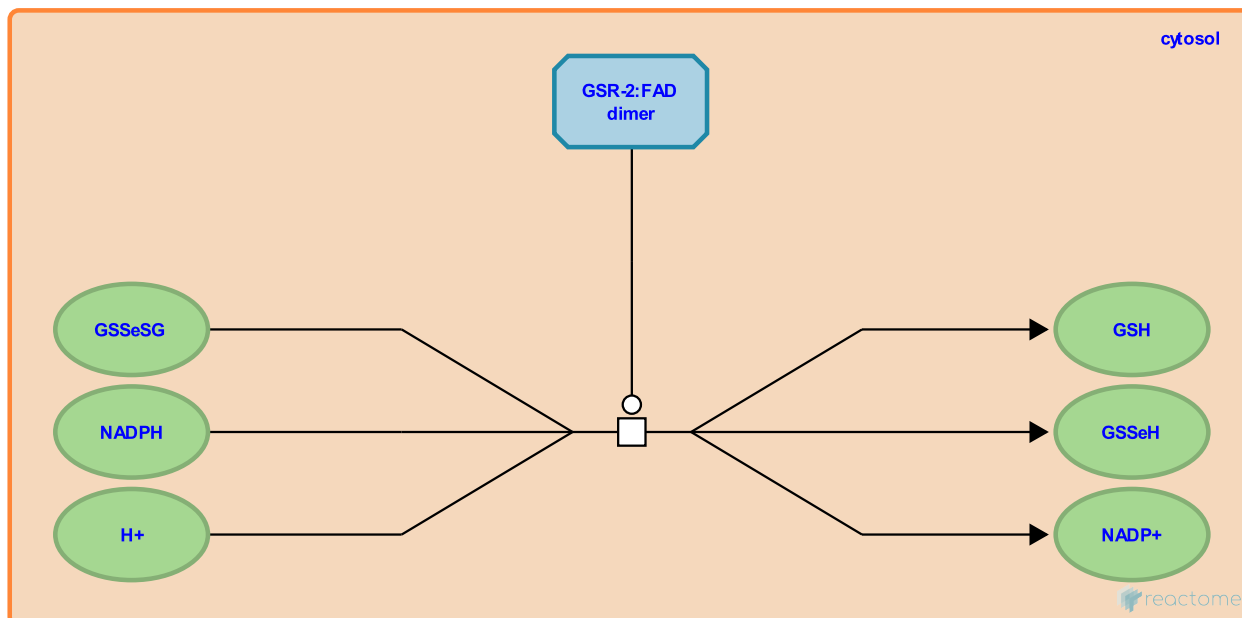 cytosol
GSR-2:FAD
dimer
GSSeSG
GSH
NADPH
GSSeH
H+
NADP+
reactome